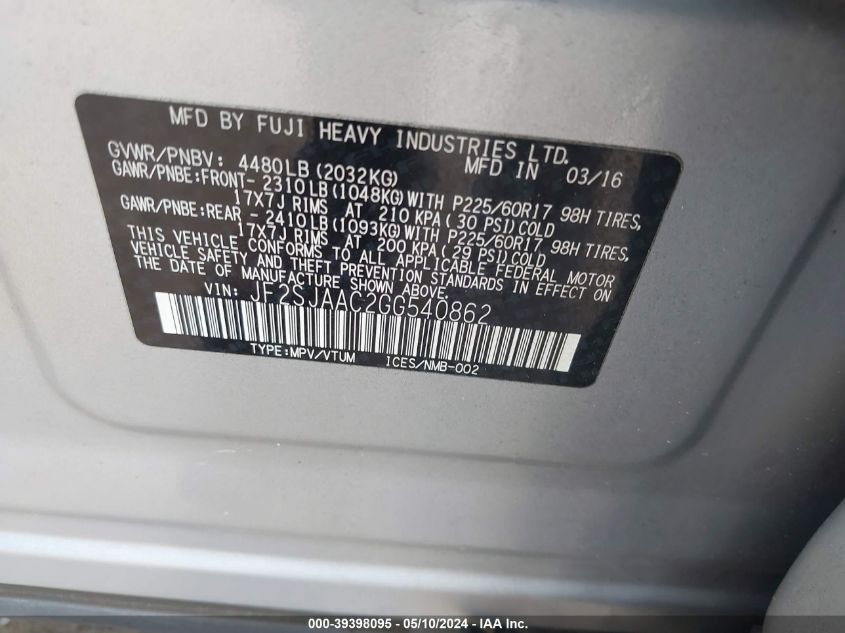 MFD BY FUJI HEAVY INDUSTRIES LTD.
GVWR/PNBV: 4480LB (2032KG) MFD IN 03/16
GAWR/PNBE:FRONT- 2310LB (1048KG) WITH P225/60R17 98H TIRES,
17X7J RIMS AT 210 KPA (30 PSI) COLD
GAWR/PNBE:REAR - 2410LB (1093KG) WITH P225/60R17 98H TIRES,
17X7J RIMS AT 200 KPA (29 PSI) COLD
THIS VEHICLE CONFORMS TO ALL APPLICABLE FEDERAL MOTOR
VEHICLE SAFETY AND THEFT PREVENTION STANDARDS IN EFFECT ON
THE DATE OF MANUFACTURE SHOWN ABOVE.
VIN: JF2SJAAC2GG540862
TYPE:MPV/VTUM ICES/NMB-002
000-39398095 - 05/10/2024 - IAA Inc.